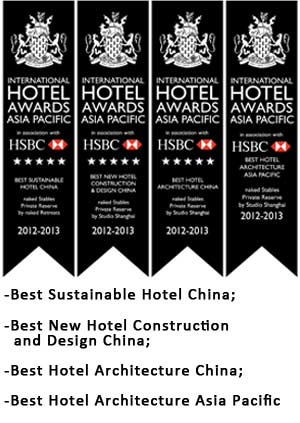 INTERNATIONAL
HOTEL
AWARDS
ASIA PACIFIC
in association with
HSBC
★★★★★
BEST SUSTAINABLE
HOTEL CHINA
naked Stables
Private Reserve
by naked Retreats
2012-2013
INTERNATIONAL
HOTEL
AWARDS
ASIA PACIFIC
in association with
HSBC
★★★★★
BEST NEW HOTEL
CONSTRUCTION
& DESIGN CHINA
naked Stables
Private Reserve
by Studio Shanghai
2012-2013
INTERNATIONAL
HOTEL
AWARDS
ASIA PACIFIC
in association with
HSBC
★★★★★
BEST HOTEL
ARCHITECTURE CHINA
naked Stables
Private Reserve
by Studio Shanghai
2012-2013
INTERNATIONAL
HOTEL
AWARDS
ASIA PACIFIC
in association with
HSBC
BEST HOTEL
ARCHITECTURE
ASIA PACIFIC
naked Stables
Private Reserve
by Studio Shanghai
2012-2013
-Best Sustainable Hotel China;
-Best New Hotel Construction
and Design China;
-Best Hotel Architecture China;
-Best Hotel Architecture Asia Pacific